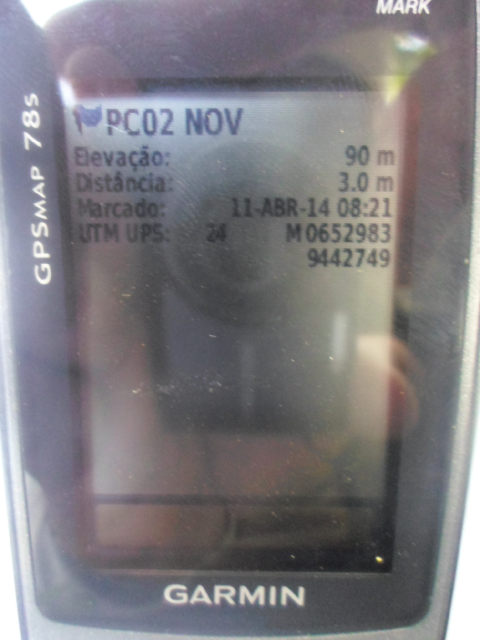 MARK
GPSMAP 78s
PC02 NOV
Elevação: 90 m
Distância: 3.0 m
Marcado: 11-ABR-14 08:21
UTM UPS: 24 M 0652983
9442749
GARMIN